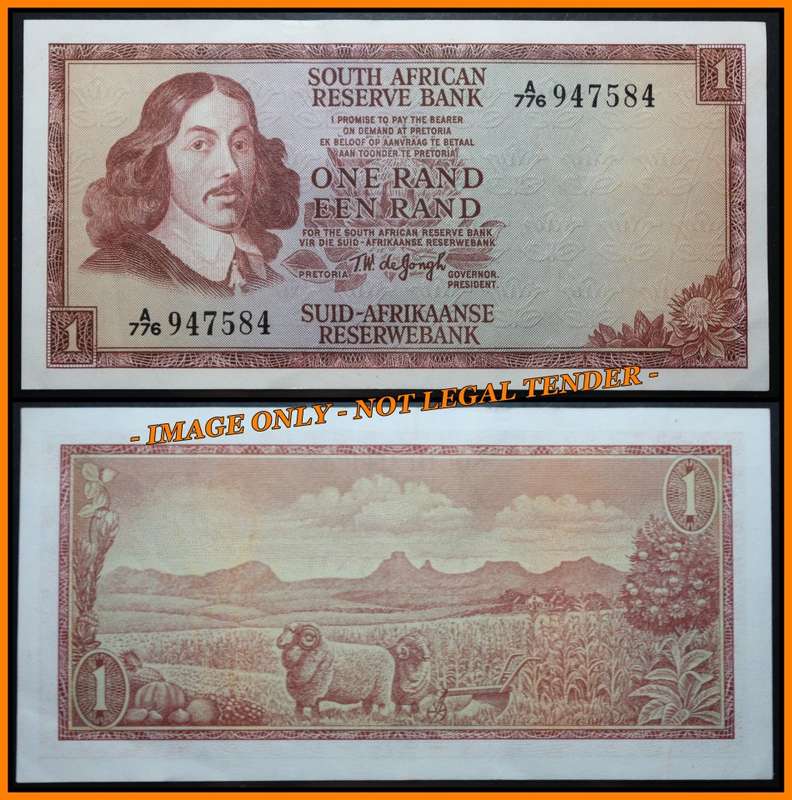 SOUTH AFRICAN
RESERVE BANK
A/776 947584
1
I PROMISE TO PAY THE BEARER
ON DEMAND AT PRETORIA
EK BELOOF OP AANVRAAG TE BETAAL
AAN TOONDER TE PRETORIA
ONE RAND
EEN RAND
FOR THE SOUTH AFRICAN RESERVE BANK
VIR DIE SUID-AFRIKAANSE RESERWEBANK
T.W. de Jongh
PRETORIA
GOVERNOR.
PRESIDENT.
1
A/776 947584
SUID-AFRIKAANSE
RESERWEBANK
- IMAGE ONLY - NOT LEGAL TENDER -
1
1